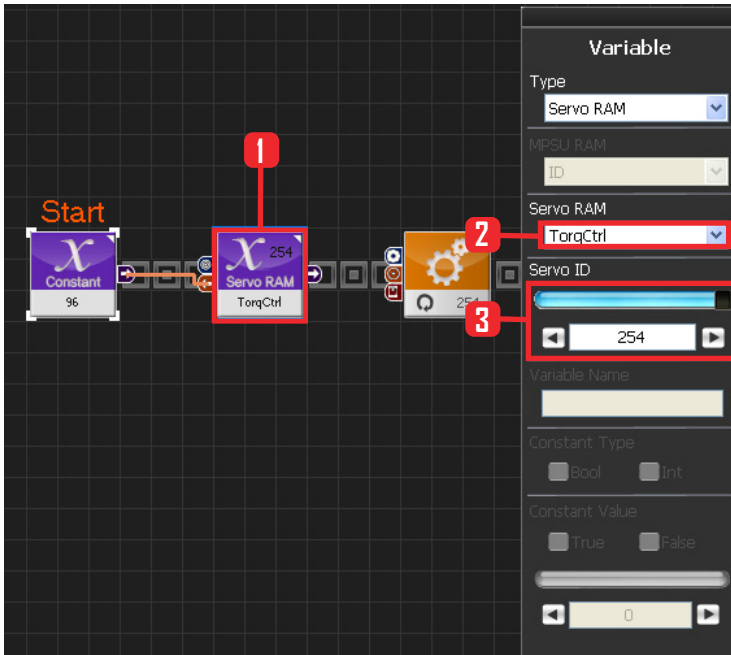 Start
Constant
96
1
254
Servo RAM
TorqCtrl
254
Variable
Type
Servo RAM
MPSU RAM
ID
Servo RAM
2
TorqCtrl
Servo ID
3
254
Variable Name
Constant Type
Bool Int
Constant Value
True False
0